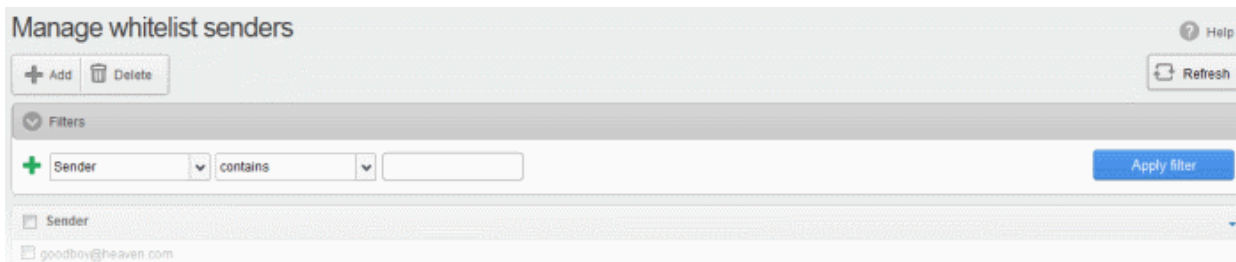 Manage whitelist senders
Help
Add Delete
Refresh
Filters
Sender contains
Apply filter
Sender
goodboy@heaven.com